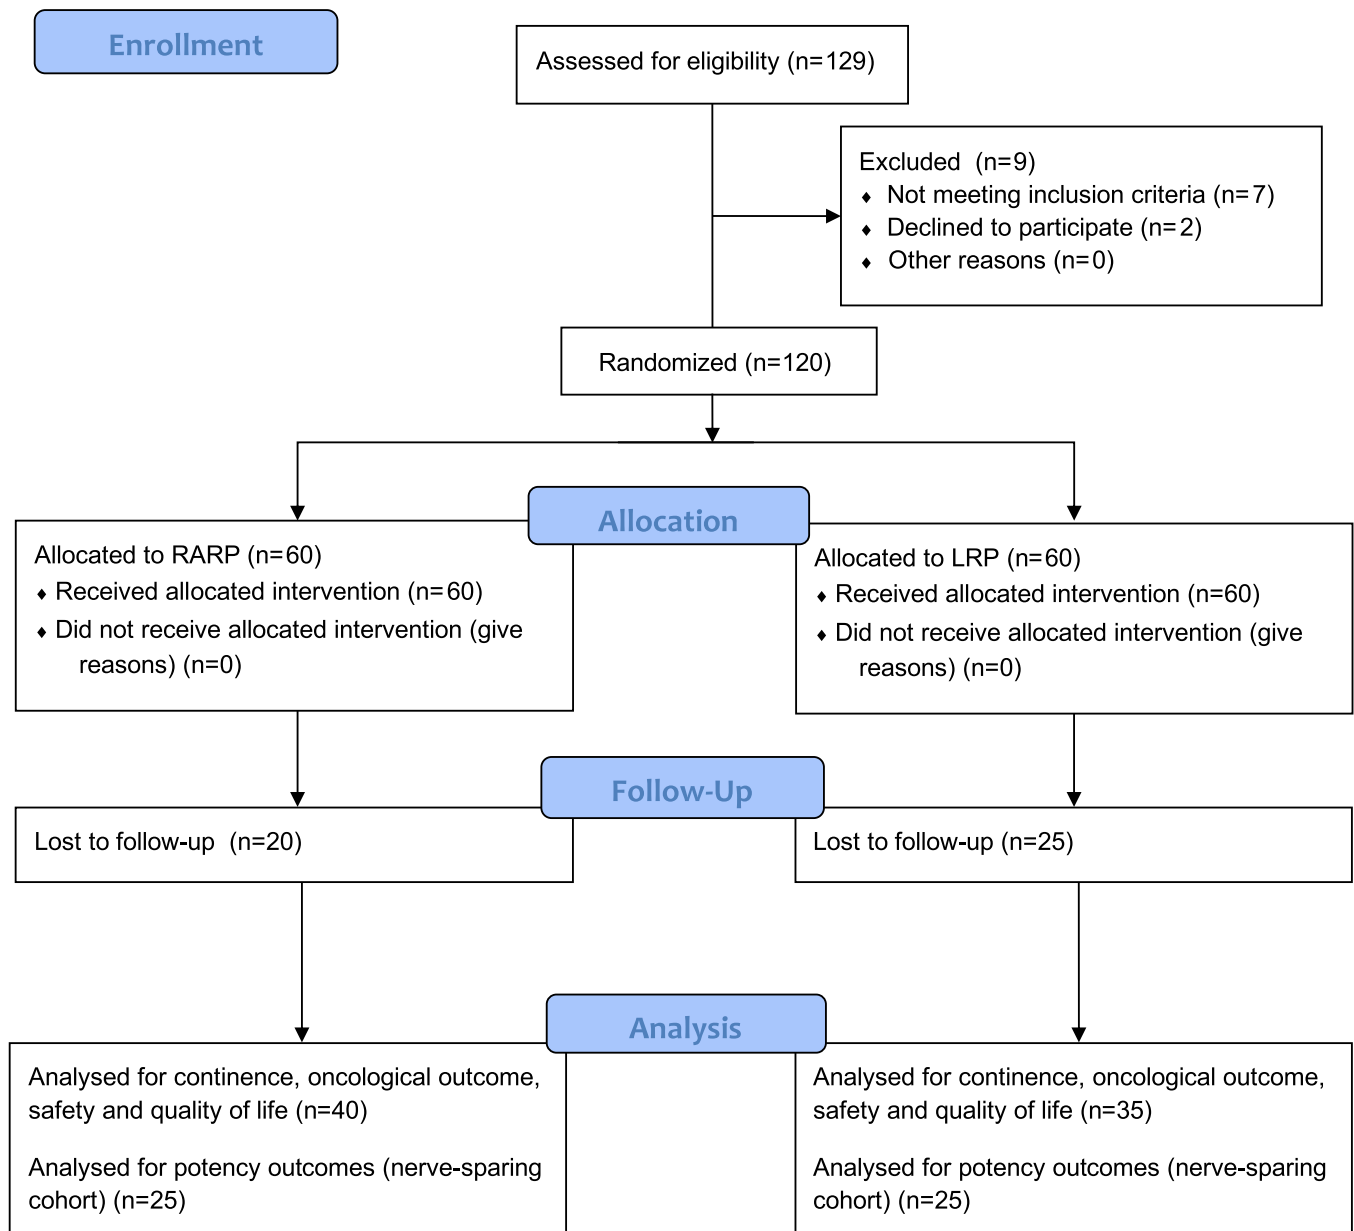 Enrollment
Assessed for eligibility (n=129)
Excluded (n=9)
♦ Not meeting inclusion criteria (n=7)
♦ Declined to participate (n=2)
♦ Other reasons (n=0)
Randomized (n=120)
Allocation
Allocated to RARP (n=60)
♦ Received allocated intervention (n=60)
♦ Did not receive allocated intervention (give
reasons) (n=0)
Allocated to LRP (n=60)
♦ Received allocated intervention (n=60)
♦ Did not receive allocated intervention (give
reasons) (n=0)
Follow-Up
Lost to follow-up (n=20)
Lost to follow-up (n=25)
Analysis
Analysed for continence, oncological outcome,
safety and quality of life (n=40)
Analysed for potency outcomes (nerve-sparing
cohort) (n=25)
Analysed for continence, oncological outcome,
safety and quality of life (n=35)
Analysed for potency outcomes (nerve-sparing
cohort) (n=25)